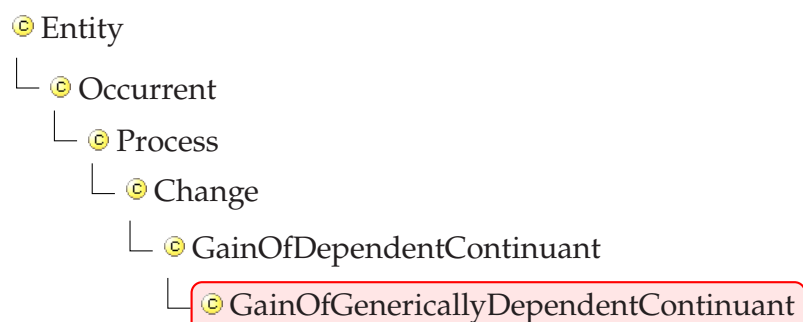 Entity
Occurrent
Process
Change
GainOfDependentContinuant
GainOfGenericallyDependentContinuant